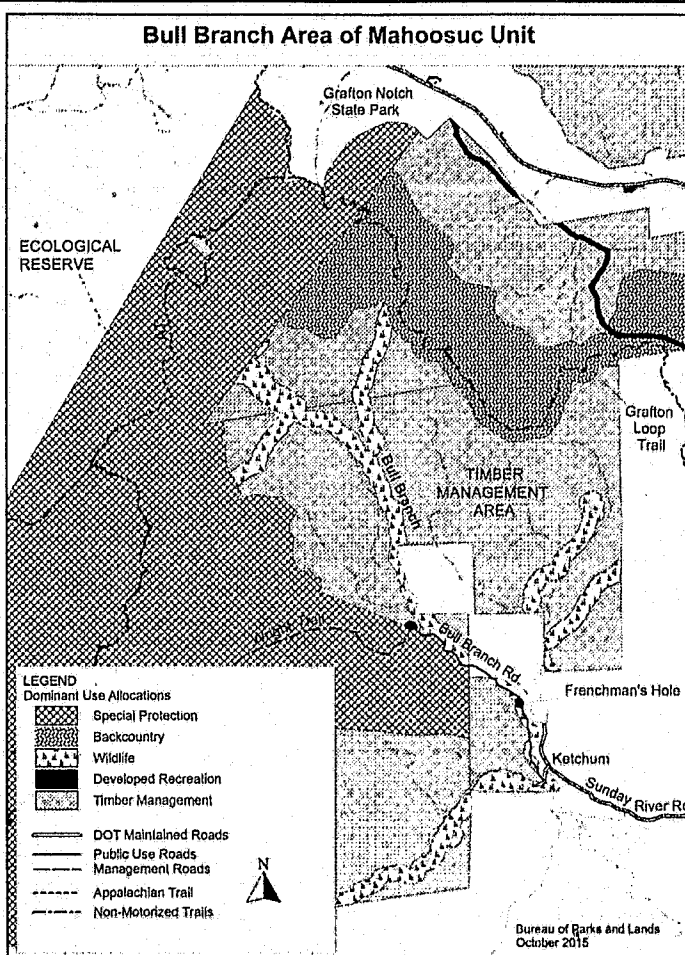 Bull Branch Area of Mahoosuc Unit
Grafton Notch
State Park
ECOLOGICAL
RESERVE
Grafton
Loop
Trail
Bull Branch
TIMBER
MANAGEMENT
AREA
Trail
Bull Branch Rd.
Frenchman's Hole
Ketchum
Sunday River Rd
LEGEND
Dominant Use Allocations
Special Protection
Backcountry
Wildlife
Developed Recreation
Timber Management
DOT Maintained Roads
Public Use Roads
Management Roads
Appalachian Trail
Non-Motorized Trails
N
Bureau of Parks and Lands
October 2015